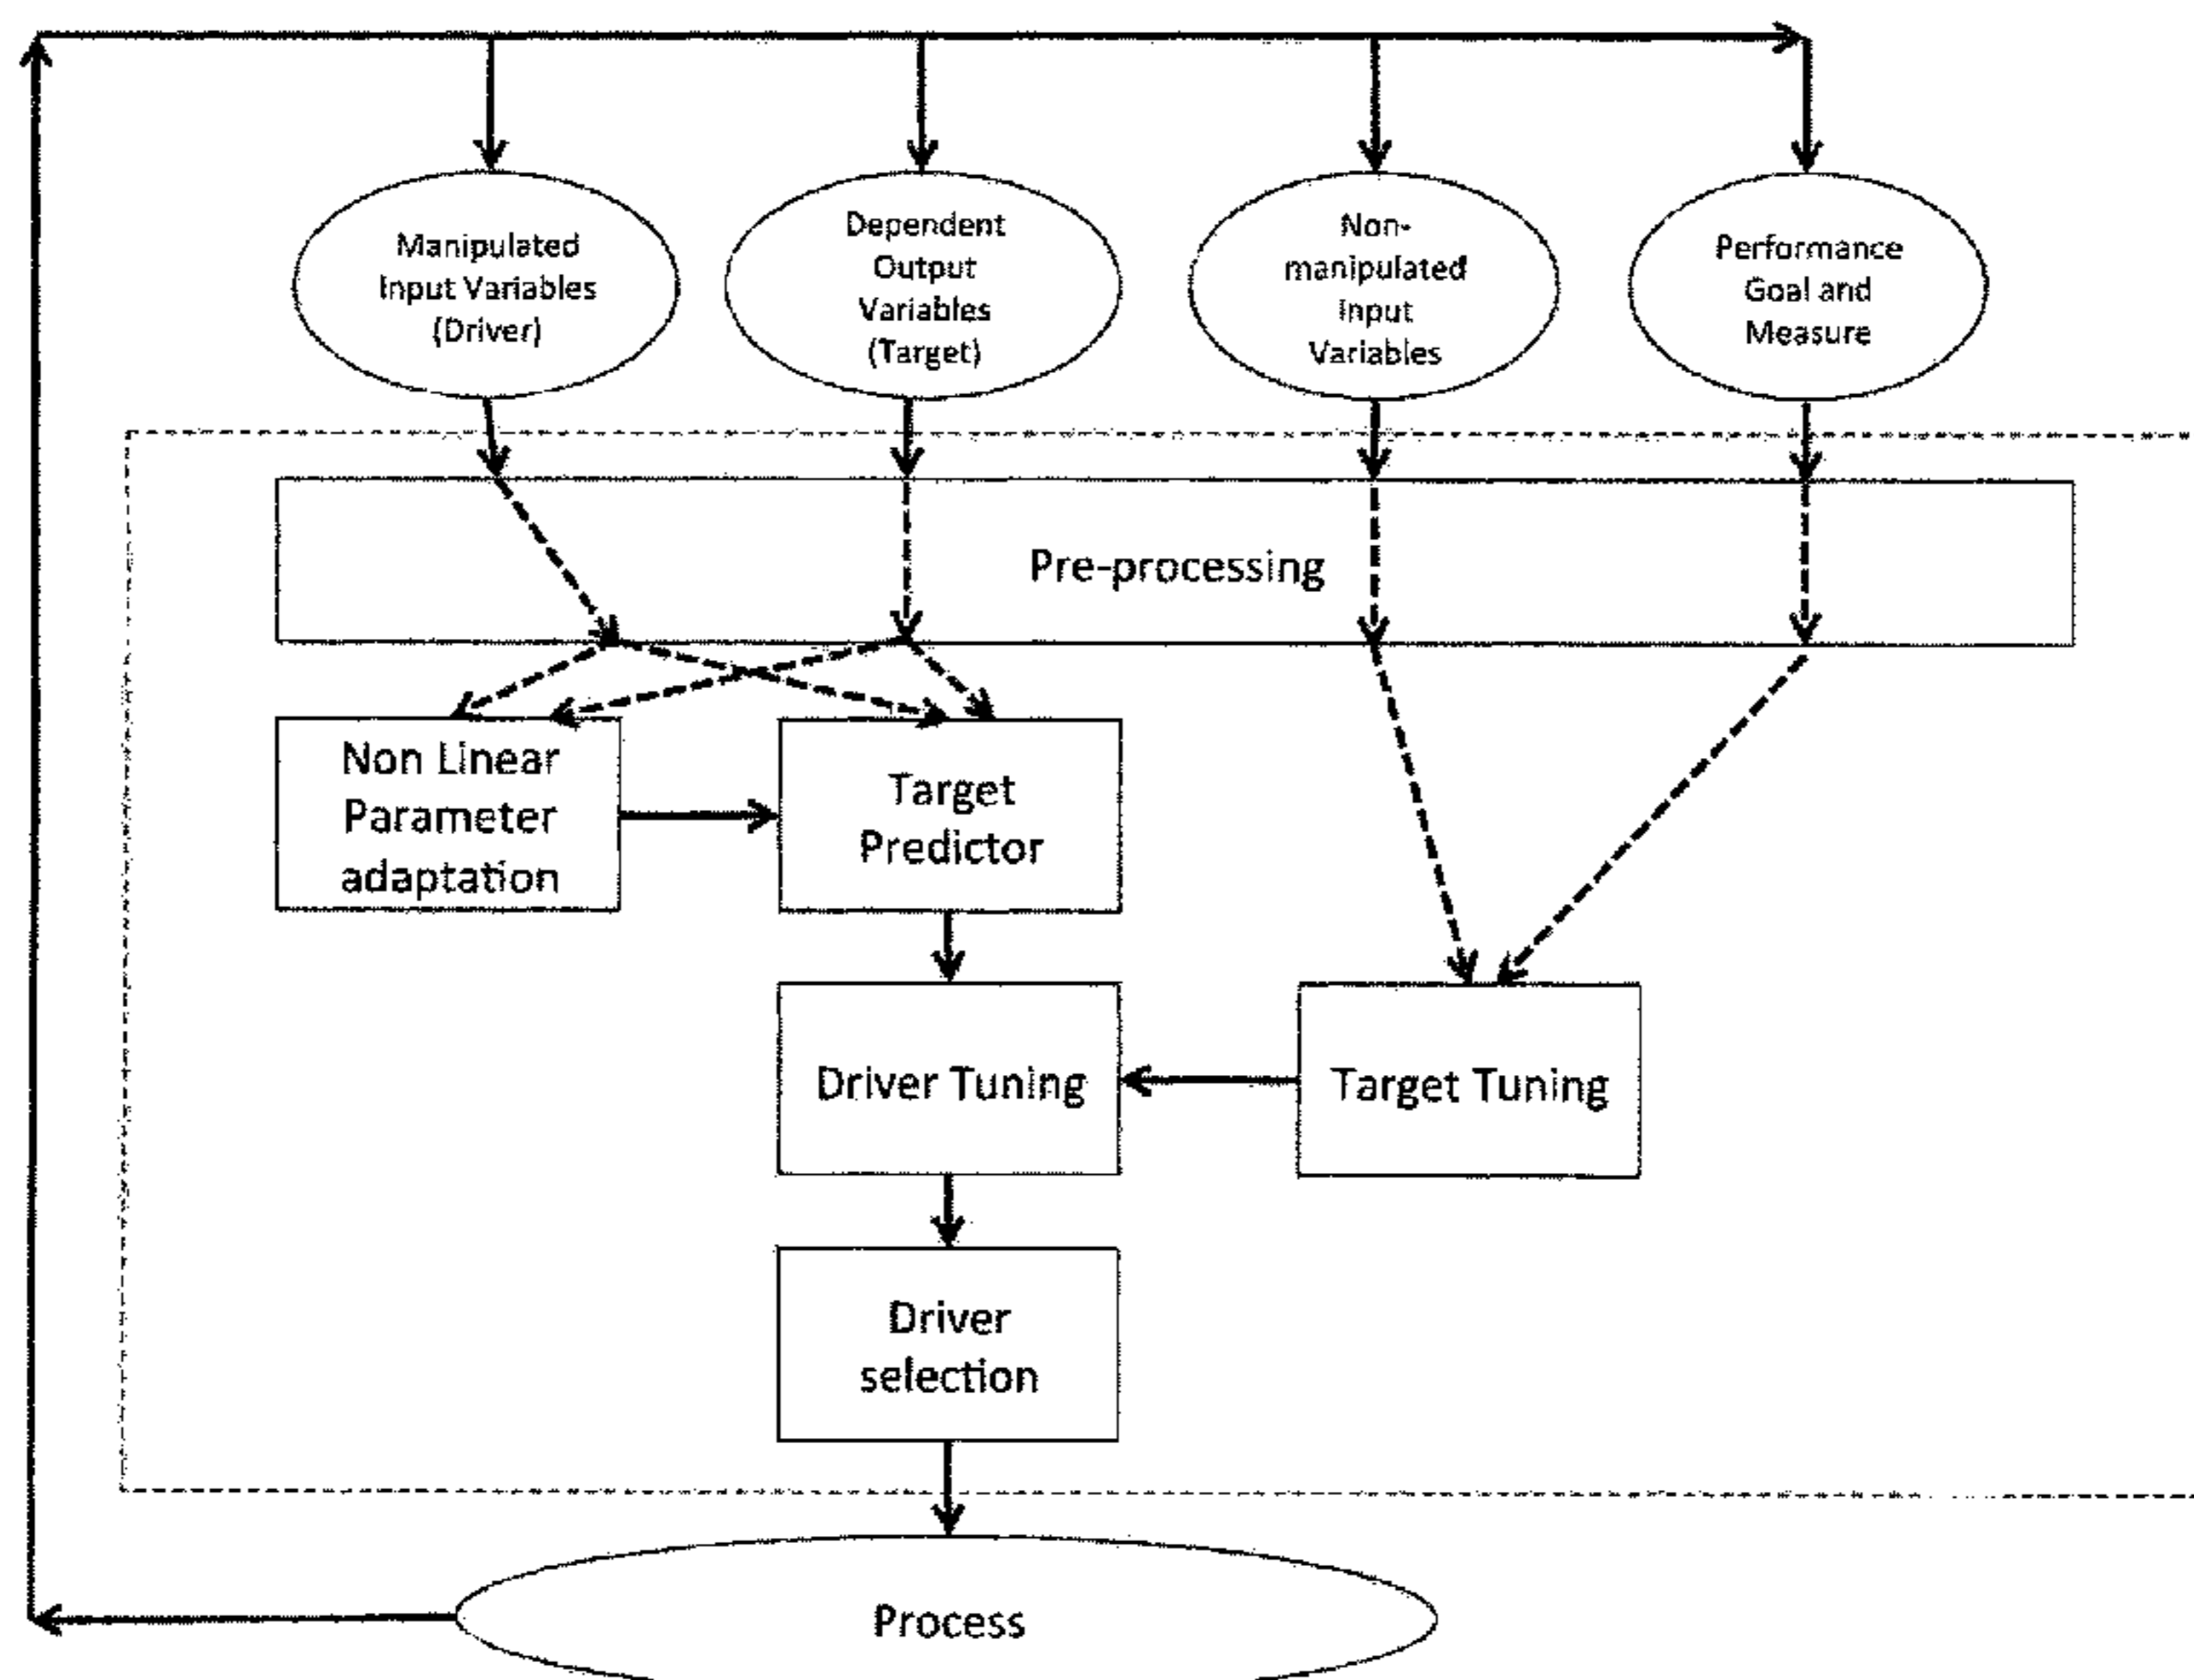 Manipulated
Input Variables
(Driver)
Dependent
Output
Variables
(Target)
Non-
manipulated
Input
Variables
Performance
Goal and
Measure
Pre-processing
Non Linear
Parameter
adaptation
Target
Predictor
Driver Tuning
Target Tuning
Driver
selection
Process